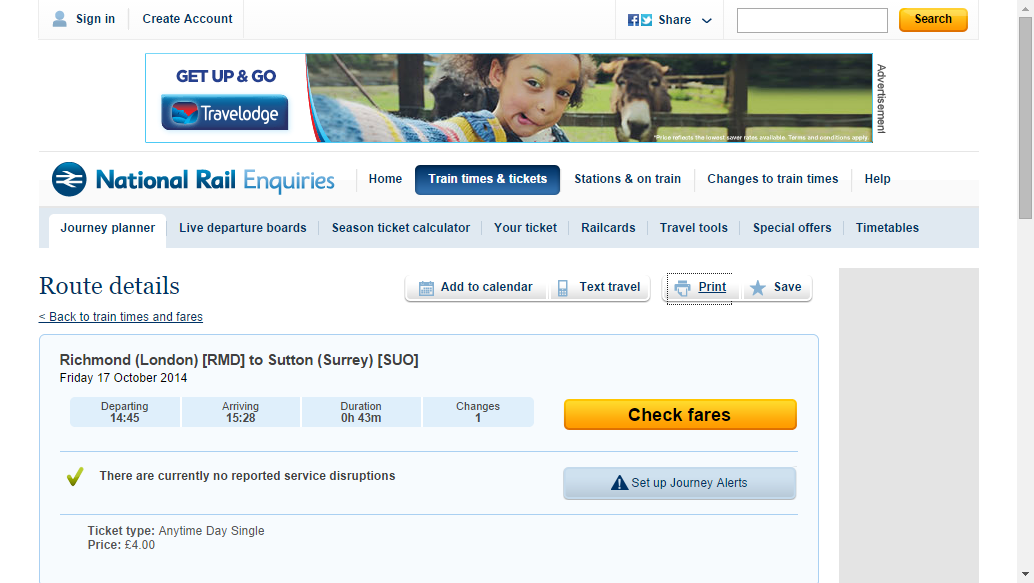 Sign in
Create Account
Share
Search
GET UP & GO
Travelodge
*Price reflects the lowest saver rates available. Terms and conditions apply
Advertisement
National Rail Enquiries
Home
Train times & tickets
Stations & on train
Changes to train times
Help
Journey planner
Live departure boards
Season ticket calculator
Your ticket
Railcards
Travel tools
Special offers
Timetables
Route details
Add to calendar
Text travel
Print
Save
< Back to train times and fares
Richmond (London) [RMD] to Sutton (Surrey) [SUO]
Friday 17 October 2014
Departing
14:45
Arriving
15:28
Duration
0h 43m
Changes
1
Check fares
There are currently no reported service disruptions
Set up Journey Alerts
Ticket type: Anytime Day Single
Price: £4.00